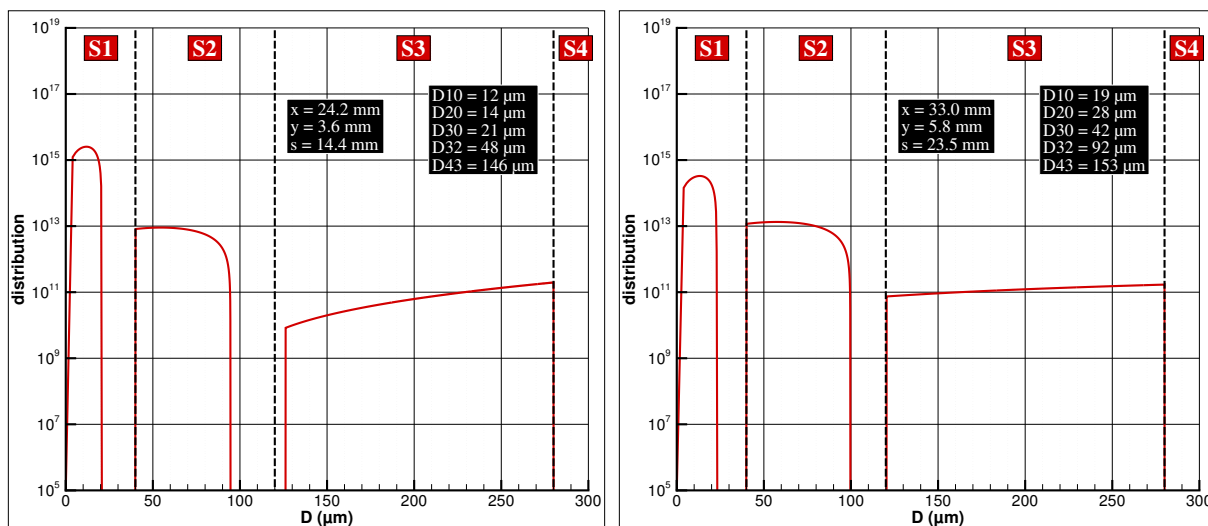 10^19
10^17
10^15
10^13
10^11
10^9
10^7
10^5
distribution
S1
S2
S3
S4
x = 24.2 mm
y = 3.6 mm
s = 14.4 mm
D10 = 12 µm
D20 = 14 µm
D30 = 21 µm
D32 = 48 µm
D43 = 146 µm
0 50 100 150 200 250 300
D (µm)
10^19
10^17
10^15
10^13
10^11
10^9
10^7
10^5
distribution
S1
S2
S3
S4
x = 33.0 mm
y = 5.8 mm
s = 23.5 mm
D10 = 19 µm
D20 = 28 µm
D30 = 42 µm
D32 = 92 µm
D43 = 153 µm
0 50 100 150 200 250 300
D (µm)